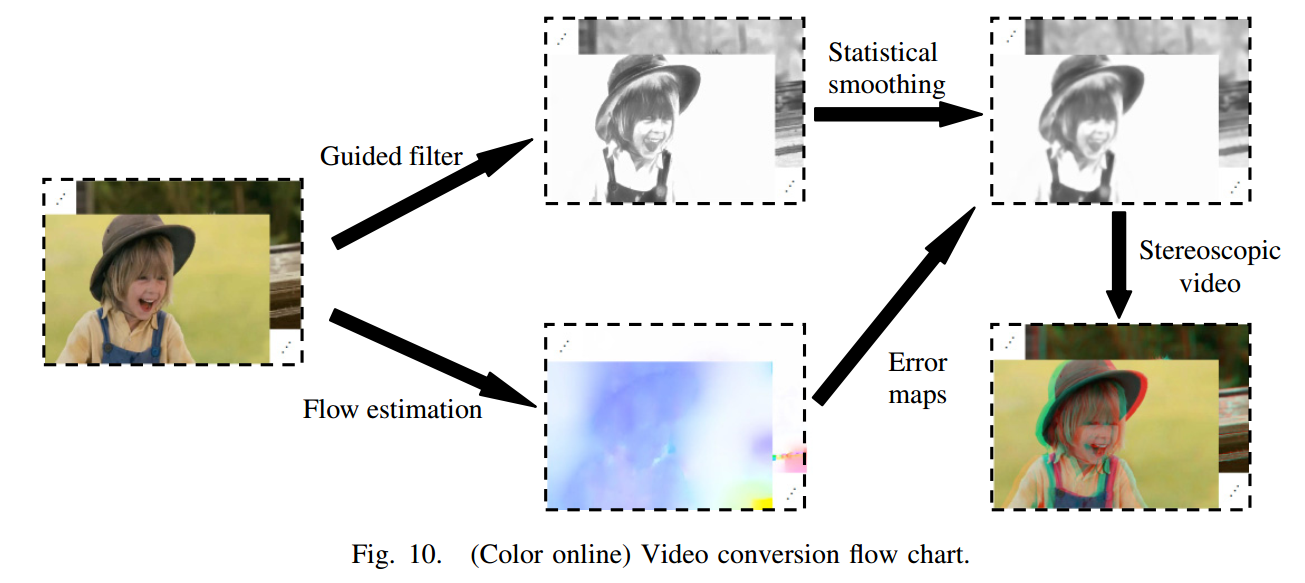 Statistical
smoothing
Guided filter
Stereoscopic
video
Flow estimation
Error
maps
Fig. 10. (Color online) Video conversion flow chart.